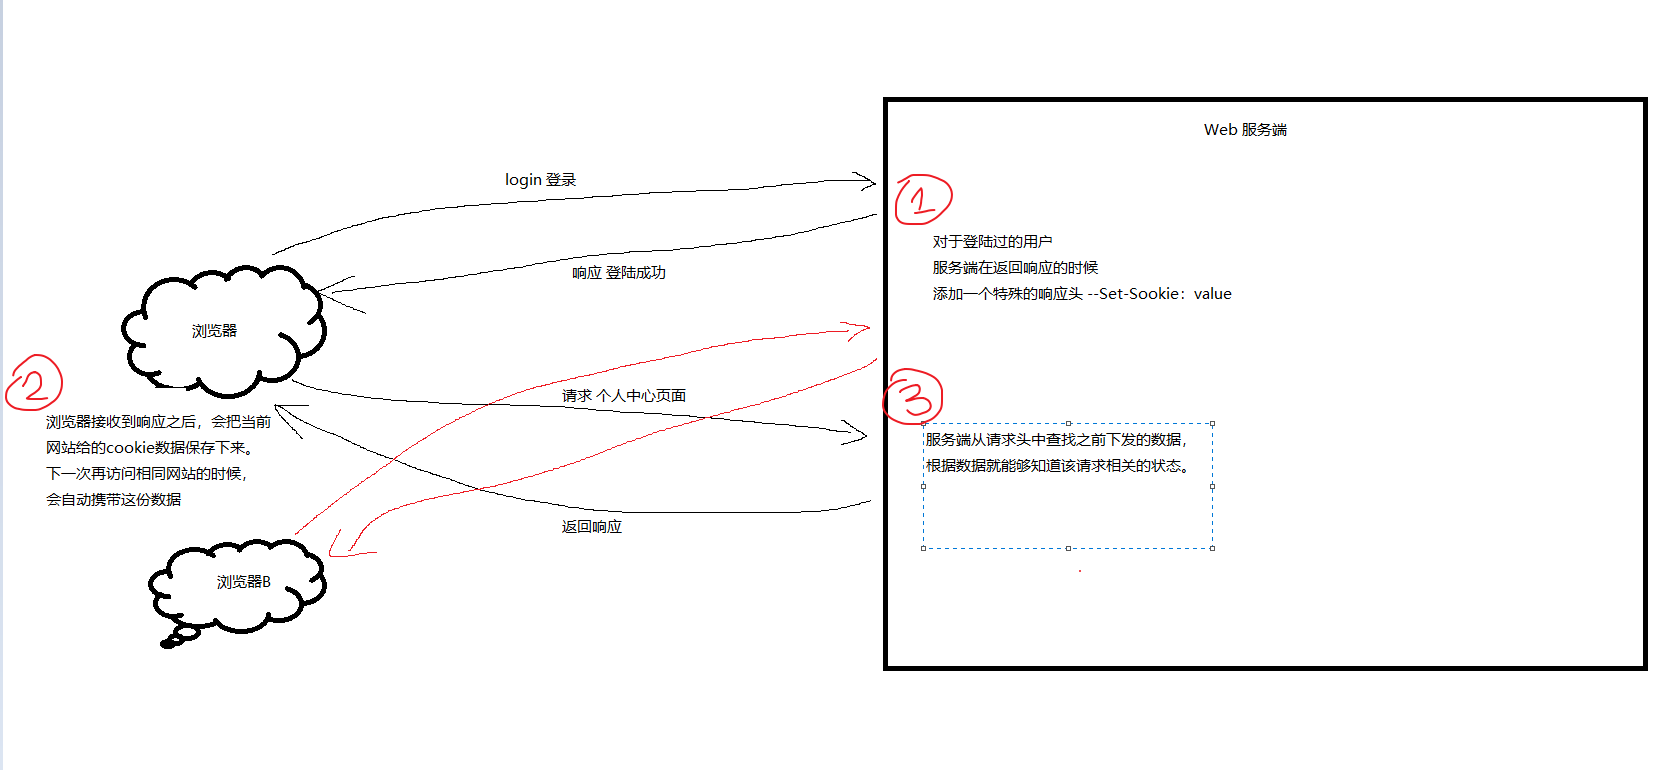 Web 服务端
login 登录
1
对于登陆过的用户
服务端在返回响应的时候
添加一个特殊的响应头 --Set-Sookie：value
响应 登陆成功
浏览器
2
浏览器接收到响应之后，会把当前
网站给的cookie数据保存下来。
下一次再访问相同网站的时候，
会自动携带这份数据
请求 个人中心页面
3
服务端从请求头中查找之前下发的数据，
根据数据就能够知道该请求相关的状态。
返回响应
浏览器B